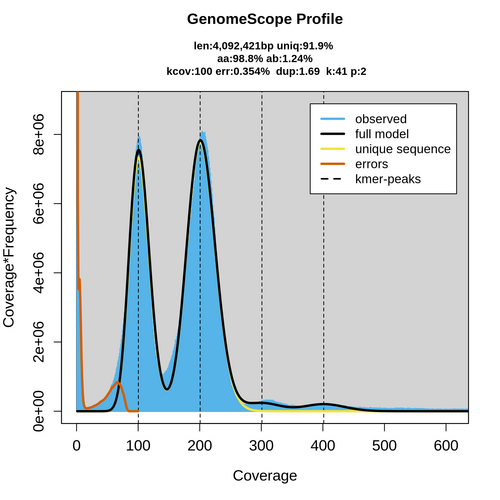 GenomeScope Profile
len:4,092,421bp uniq:91.9%
aa:98.8% ab:1.24%
kcov:100 err:0.354% dup:1.69 k:41 p:2
observed
full model
unique sequence
errors
kmer-peaks
Coverage*Frequency
8e+06
6e+06
4e+06
2e+06
0e+00
0 100 200 300 400 500 600
Coverage